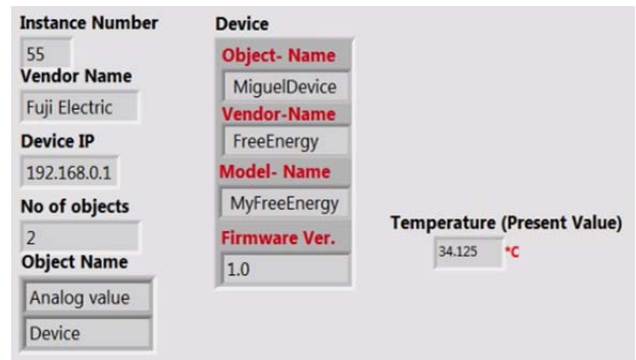 Instance Number
55
Vendor Name
Fuji Electric
Device IP
192.168.0.1
No of objects
2
Object Name
Analog value
Device
Device
Object- Name
MiguelDevice
Vendor-Name
FreeEnergy
Model- Name
MyFreeEnergy
Firmware Ver.
1.0
Temperature (Present Value)
34.125 °C